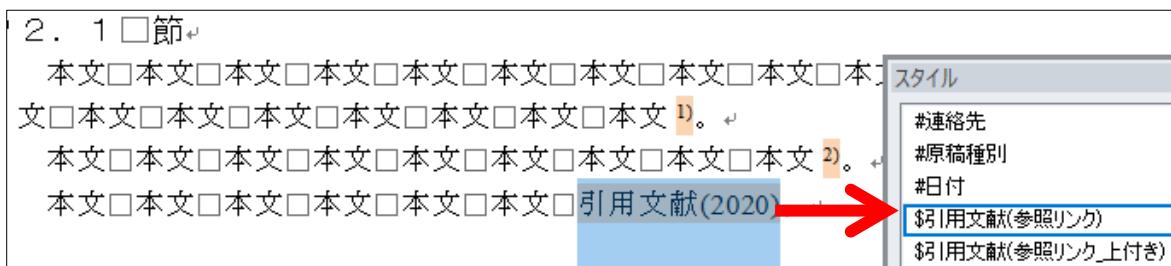 ２．１□節↵
本文□本文□本文□本文□本文□本文□本文□本文□本文□本
文□本文□本文□本文□本文□本文□本文□本文 1)。↵
本文□本文□本文□本文□本文□本文□本文□本文□本文 2)。↵
本文□本文□本文□本文□本文□本文□引用文献(2020)
スタイル
#連絡先
#原稿種別
#日付
$引用文献(参照リンク)
$引用文献(参照リンク_上付き)